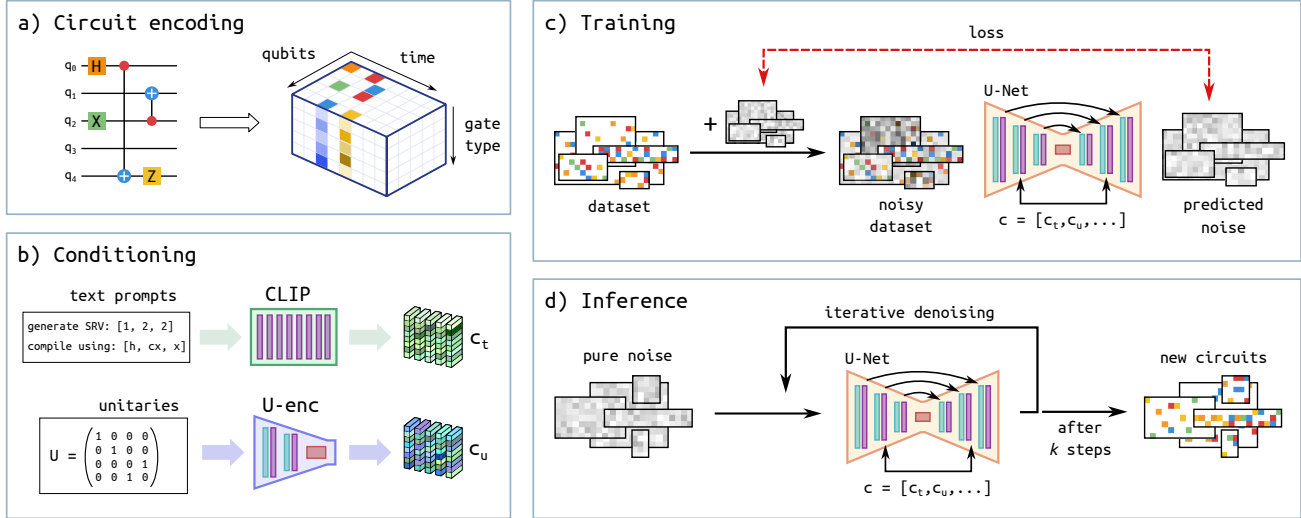 a) Circuit encoding
q₀ H
q₁
q₂ X
q₃
q₄ Z
qubits
time
gate
type
b) Conditioning
text prompts
generate SRV: [1, 2, 2]
compile using: [h, cx, x]
CLIP
cₜ
unitaries
U =
1 0 0 0
0 1 0 0
0 0 0 1
0 0 1 0
U-enc
cᵤ
c) Training
loss
dataset
+
noisy
dataset
U-Net
c = [cₜ,cᵤ,...]
predicted
noise
d) Inference
iterative denoising
pure noise
U-Net
c = [cₜ,cᵤ,...]
after
k steps
new circuits